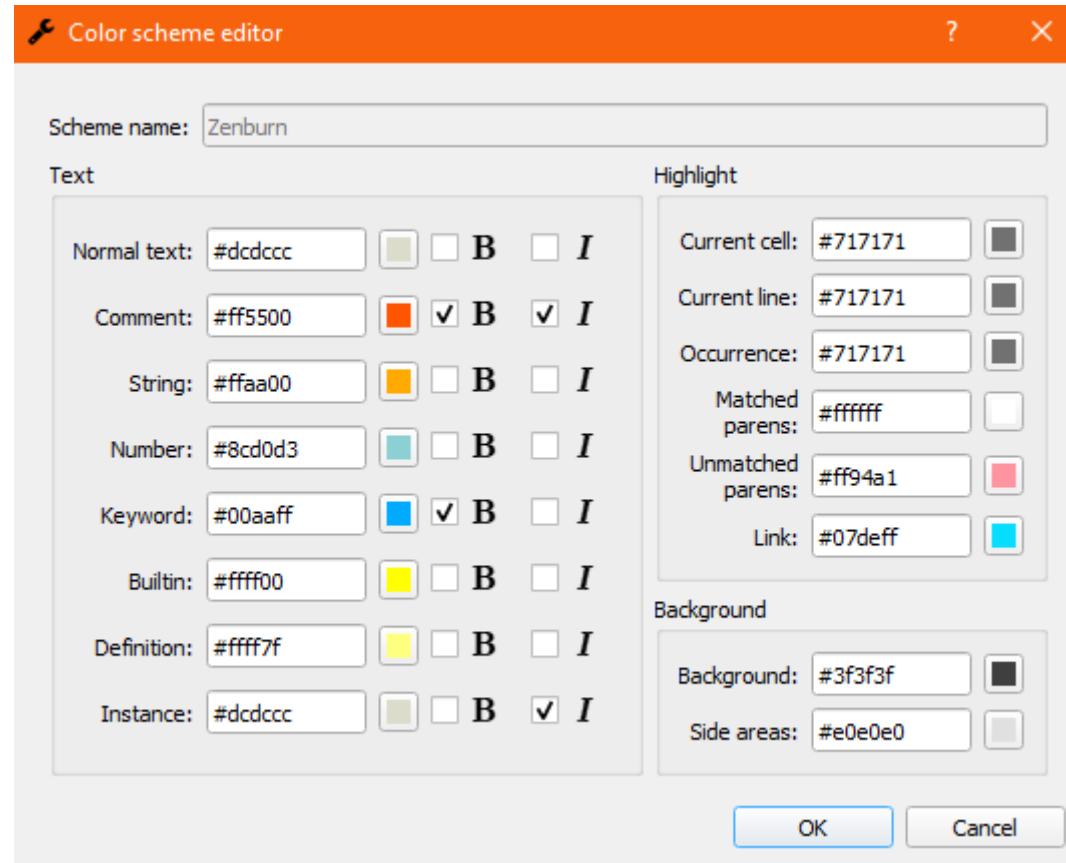 Color scheme editor ?
Scheme name: Zenburn
Text
Normal text: #dcdccc B I
Comment: #ff5500 B I
String: #ffaa00 B I
Number: #8cd0d3 B I
Keyword: #00aaff B I
Builtin: #ffff00 B I
Definition: #ffff7f B I
Instance: #dcdccc B I
Highlight
Current cell: #717171
Current line: #717171
Occurrence: #717171
Matched
parens: #ffffff
Unmatched
parens: #ff94a1
Link: #07deff
Background
Background: #3f3f3f
Side areas: #e0e0e0
OK Cancel